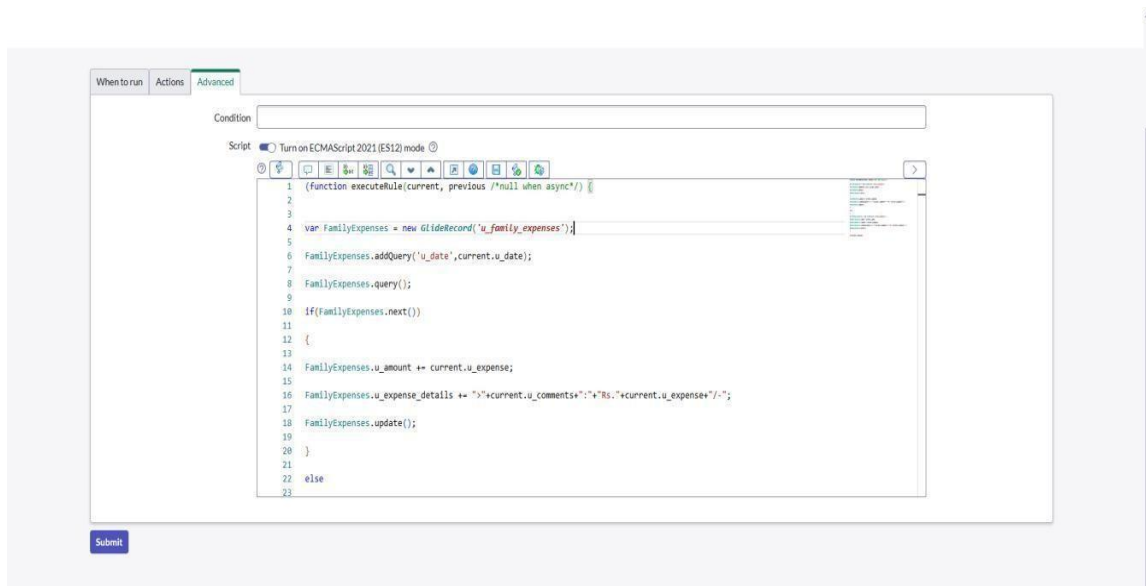 When to run Actions Advanced
Condition
Script Turn on ECMAScript 2021 (ES12) mode
1 (function executeRule(current, previous /*null when async*/) {
2
3
4 var FamilyExpenses = new GlideRecord('u_family_expenses');
5
6 FamilyExpenses.addQuery('u_date',current.u_date);
7
8 FamilyExpenses.query();
9
10 if(FamilyExpenses.next())
11
12 {
13
14 FamilyExpenses.u_amount += current.u_expense;
15
16 FamilyExpenses.u_expense_details += ">"+current.u_comments+":"+"Rs."+current.u_expense+"/-";
17
18 FamilyExpenses.update();
19
20 }
21
22 else
23
Submit